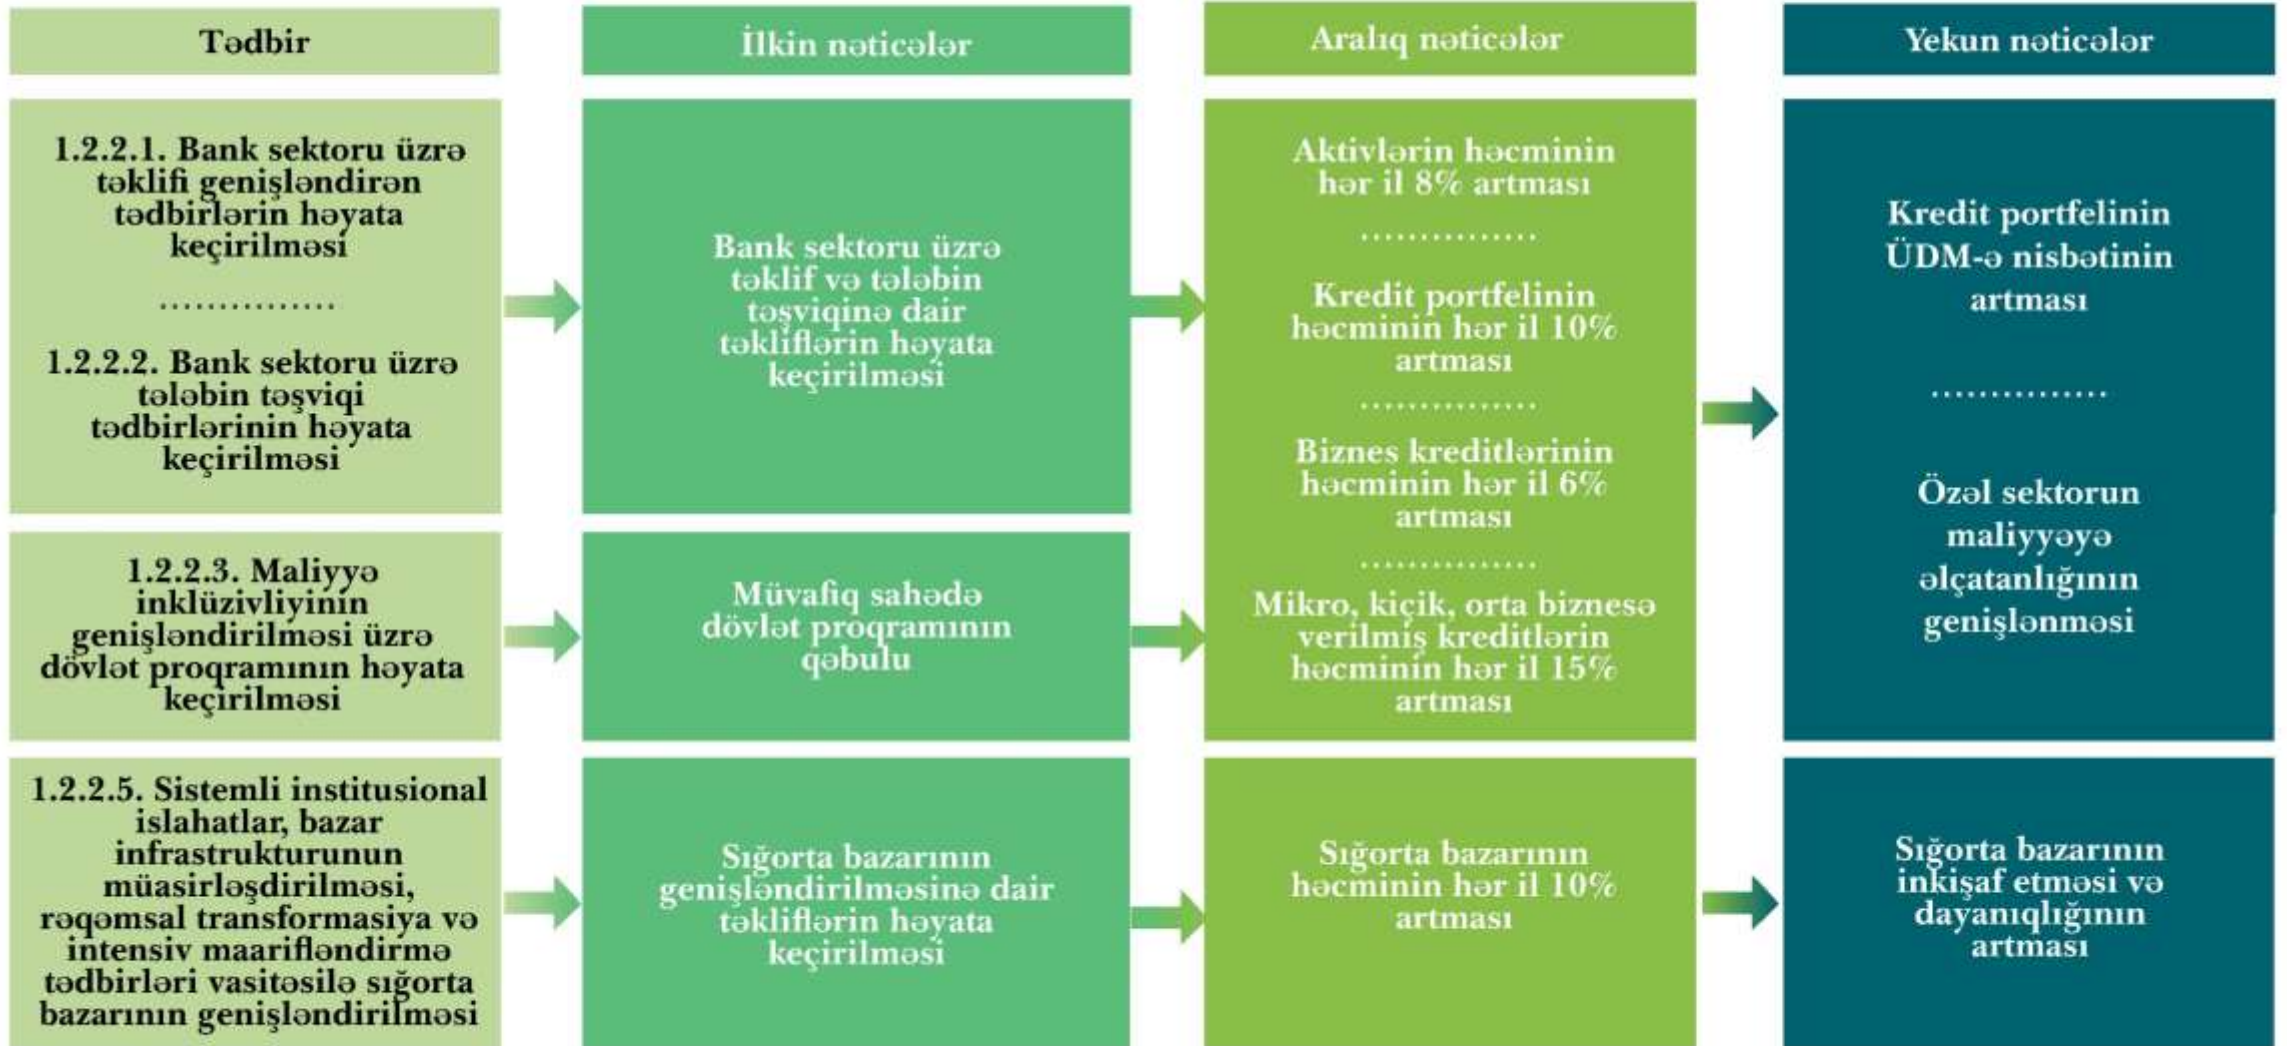 Tədbir
İlkin nəticələr
Aralıq nəticələr
Yekun nəticələr
1.2.2.1. Bank sektoru üzrə
təklifi genişləndirən
tədbirlərin həyata
keçirilməsi
...............
1.2.2.2. Bank sektoru üzrə
tələbin təşviqi
tədbirlərinin həyata
keçirilməsi
Bank sektoru üzrə
təklif və tələbin
təşviqinə dair
təkliflərin həyata
keçirilməsi
Aktivlərin həcminin
hər il 8% artması
...............
Kredit portfelinin
həcminin hər il 10%
artması
...............
Biznes kreditlərinin
həcminin hər il 6%
artması
...............
Mikro, kiçik, orta biznesə
verilmiş kreditlərin
həcminin hər il 15%
artması
Kredit portfelinin
ÜDM-ə nisbətinin
artması
...............
Özəl sektorun
maliyyəyə
əlçatanlığının
genişlənməsi
1.2.2.3. Maliyyə
inklüzivliyinin
genişləndirilməsi üzrə
dövlət proqramının həyata
keçirilməsi
Müvafiq sahədə
dövlət proqramının
qəbulu
1.2.2.5. Sistemli institusional
islahatlar, bazar
infrastrukturunun
müasirləşdirilməsi,
rəqəmsal transformasiya və
intensiv maarifləndirmə
tədbirləri vasitəsilə sığorta
bazarının genişləndirilməsi
Sığorta bazarının
genişləndirilməsinə dair
təkliflərin həyata
keçirilməsi
Sığorta bazarının
həcminin hər il 10%
artması
Sığorta bazarının
inkişaf etməsi və
dayanıqlığının
artması